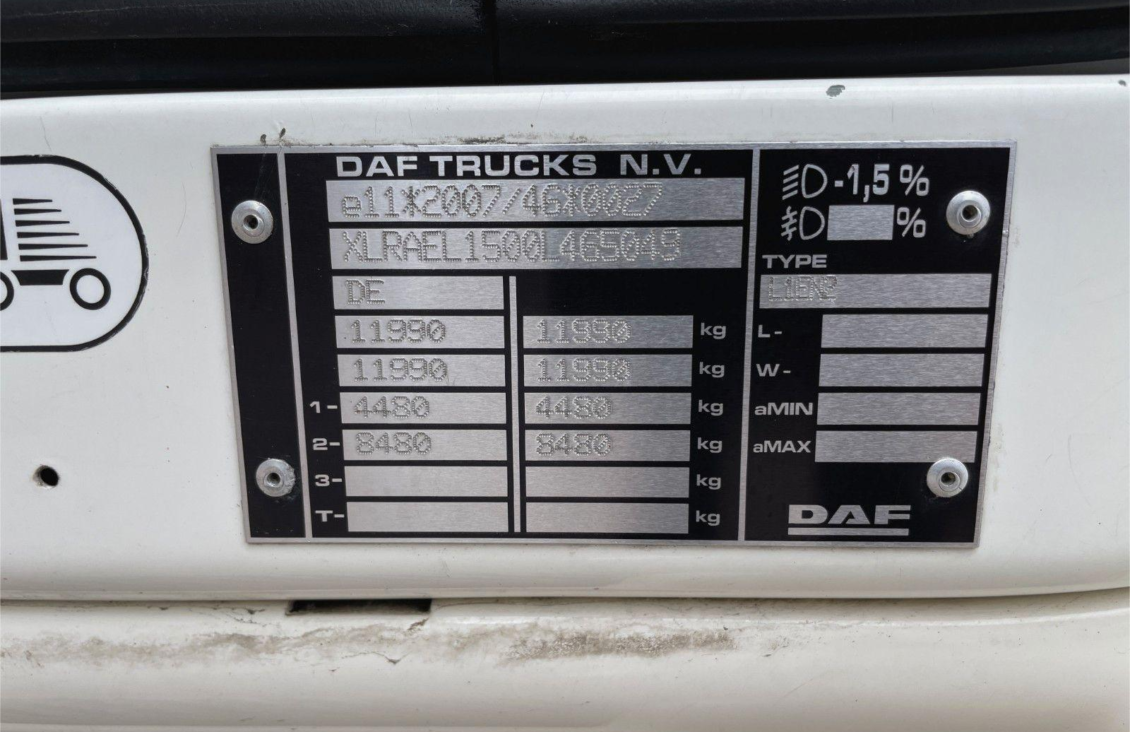 DAF TRUCKS N.V.
e11*2007/46*0027
XLRAEL1500L465049
DE
11990 11990 kg
11990 11990 kg
1- 4480 4480 kg
2- 8480 8480 kg
3- kg
T- kg
-1,5 %
%
TYPE
L1EN2
L-
W-
aMIN
aMAX
DAF